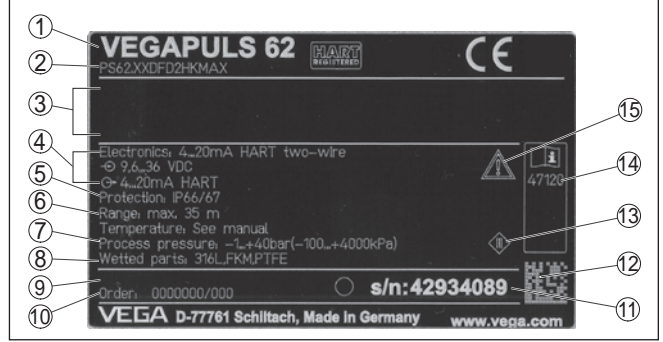 1 VEGAPULS 62 HART REGISTERED CE
2 PS62.XXDFD2HKMAX
3
4 Electronics: 4...20mA HART two-wire
9,6...36 VDC
4...20mA HART
5 Protection: IP66/67
6 Range: max. 35 m
Temperature: See manual
7 Process pressure: -1...+40bar(-100...+4000kPa)
8 Wetted parts: 316L,FKM,PTFE
9
10 Order: 0000000/000
s/n:42934089
VEGA D-77761 Schiltach, Made in Germany www.vega.com
15
47120 14
13
12
11